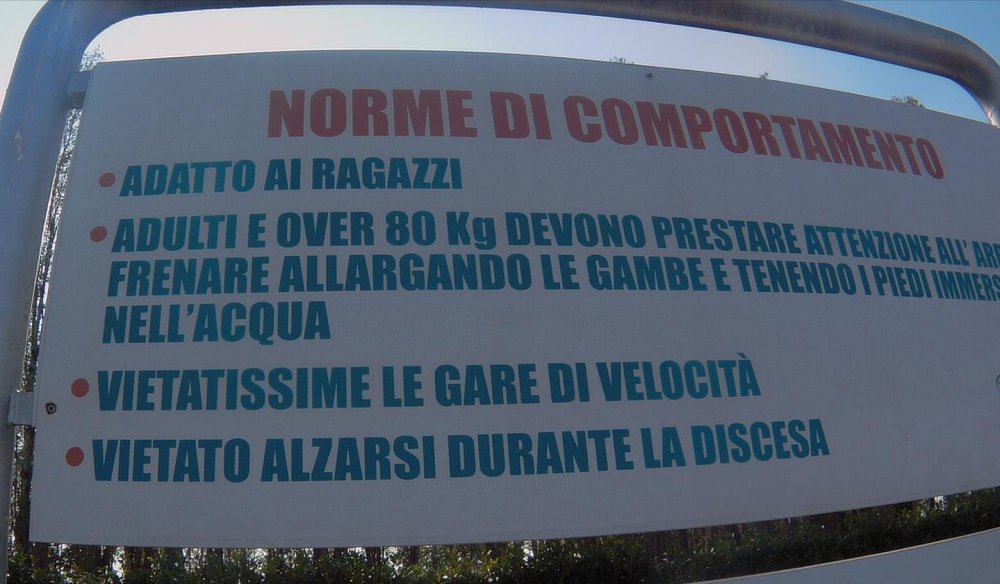 NORME DI COMPORTAMENTO
• ADATTO AI RAGAZZI
• ADULTI E OVER 80 Kg DEVONO PRESTARE ATTENZIONE ALL'
FRENARE ALLARGANDO LE GAMBE E TENENDO I PIEDI
NELL'ACQUA
• VIETATISSIME LE GARE DI VELOCITÀ
• VIETATO ALZARSI DURANTE LA DISCESA